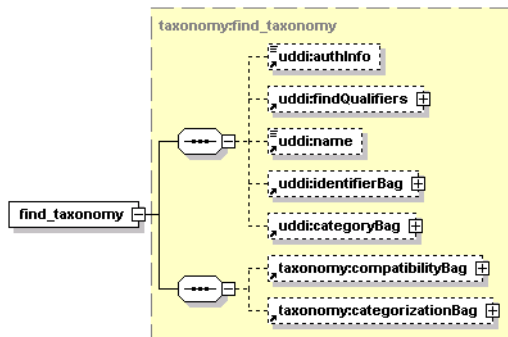 taxonomy:find_taxonomy
uddi:authInfo
uddi:findQualifiers
uddi:name
uddi:identifierBag
uddi:categoryBag
find_taxonomy
taxonomy:compatibilityBag
taxonomy:categorizationBag